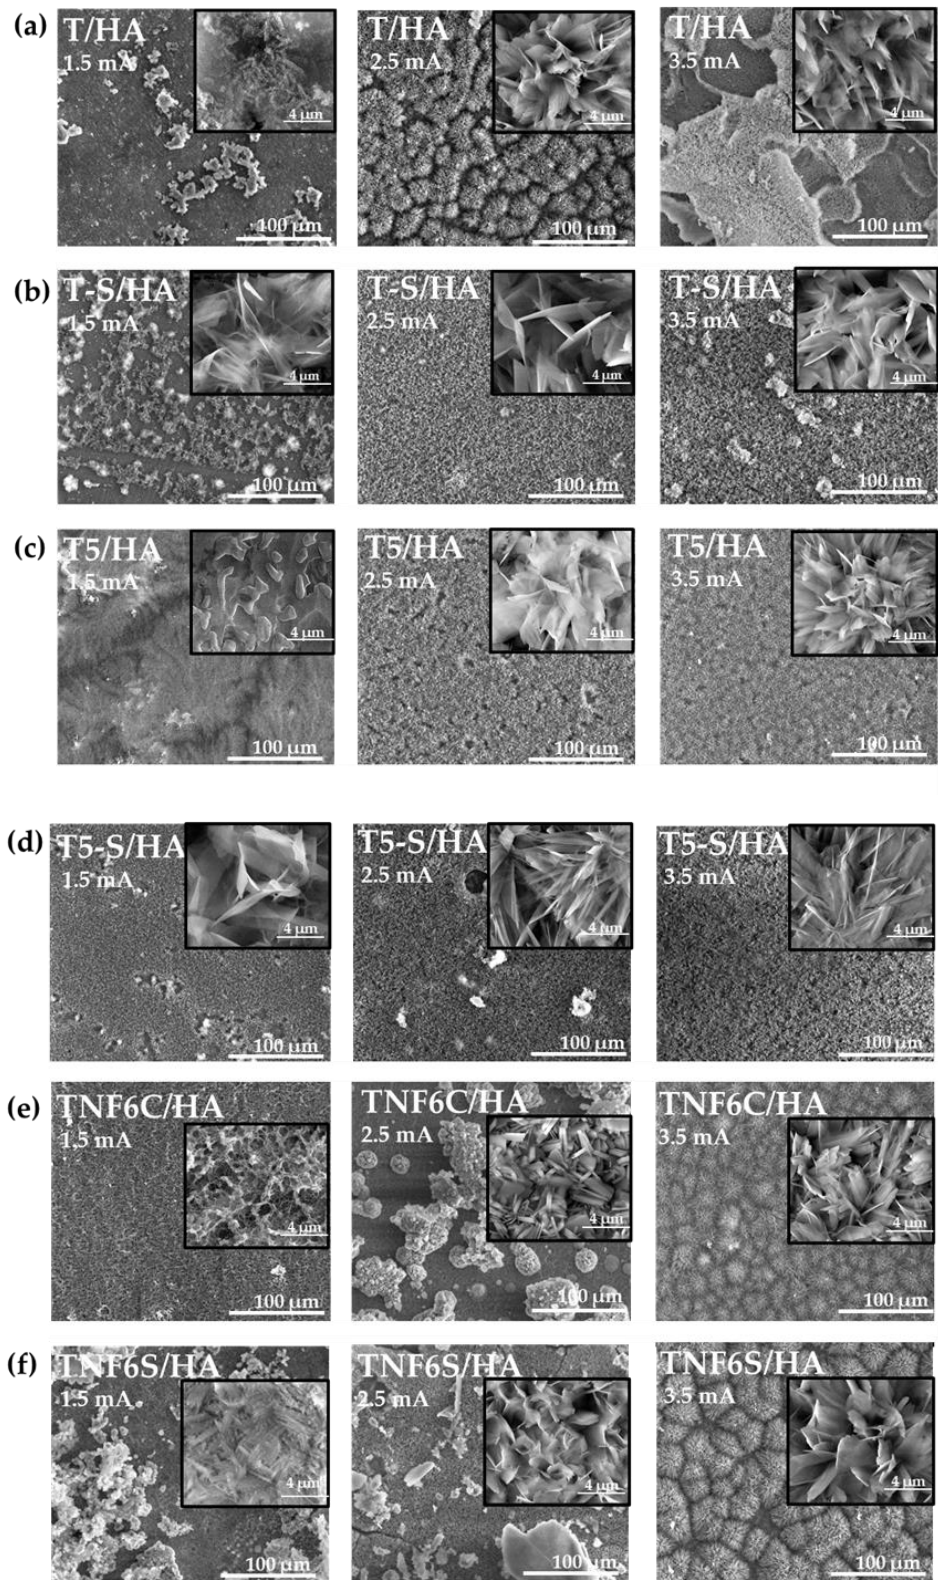 (a)
T/HA
1.5 mA
4 µm
100 µm
T/HA
2.5 mA
4 µm
100 µm
T/HA
3.5 mA
4 µm
100 µm
(b)
T-S/HA
1.5 mA
4 µm
100 µm
T-S/HA
2.5 mA
4 µm
100 µm
T-S/HA
3.5 mA
4 µm
100 µm
(c)
T5/HA
1.5 mA
4 µm
100 µm
T5/HA
2.5 mA
4 µm
100 µm
T5/HA
3.5 mA
4 µm
100 µm
(d)
T5-S/HA
1.5 mA
4 µm
100 µm
T5-S/HA
2.5 mA
4 µm
100 µm
T5-S/HA
3.5 mA
4 µm
100 µm
(e)
TNF6C/HA
1.5 mA
4 µm
100 µm
TNF6C/HA
2.5 mA
4 µm
100 µm
TNF6C/HA
3.5 mA
4 µm
100 µm
(f)
TNF6S/HA
1.5 mA
4 µm
100 µm
TNF6S/HA
2.5 mA
4 µm
100 µm
TNF6S/HA
3.5 mA
4 µm
100 µm